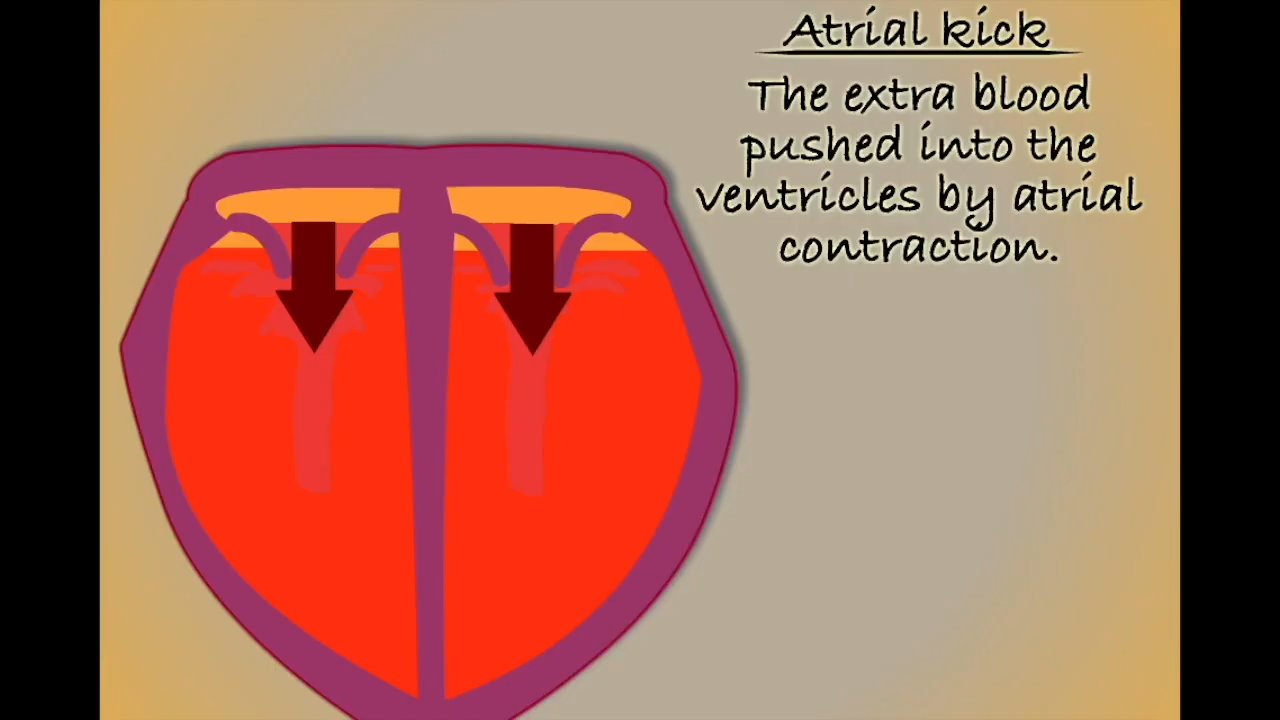 Atrial kick
The extra blood
pushed into the
ventricles by atrial
contraction.